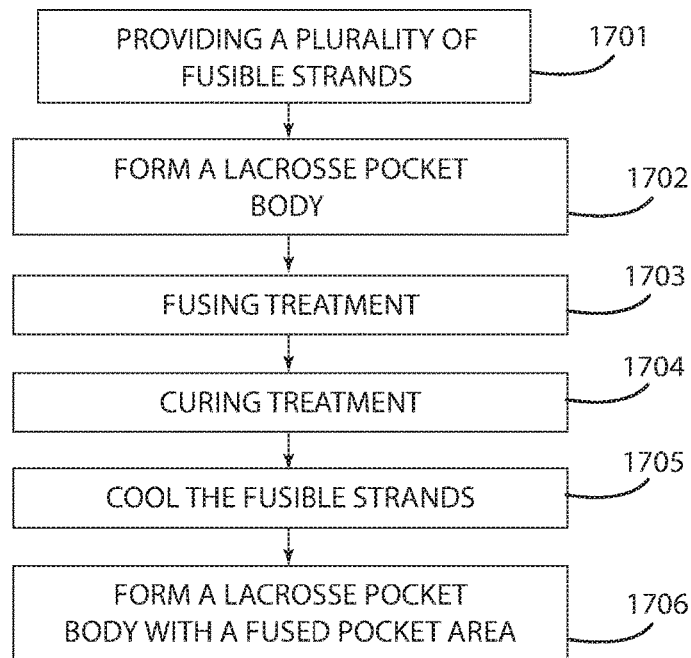 PROVIDING A PLURALITY OF
FUSIBLE STRANDS
1701
FORM A LACROSSE POCKET
BODY
1702
FUSING TREATMENT
1703
CURING TREATMENT
1704
COOL THE FUSIBLE STRANDS
1705
FORM A LACROSSE POCKET
BODY WITH A FUSED POCKET AREA
1706